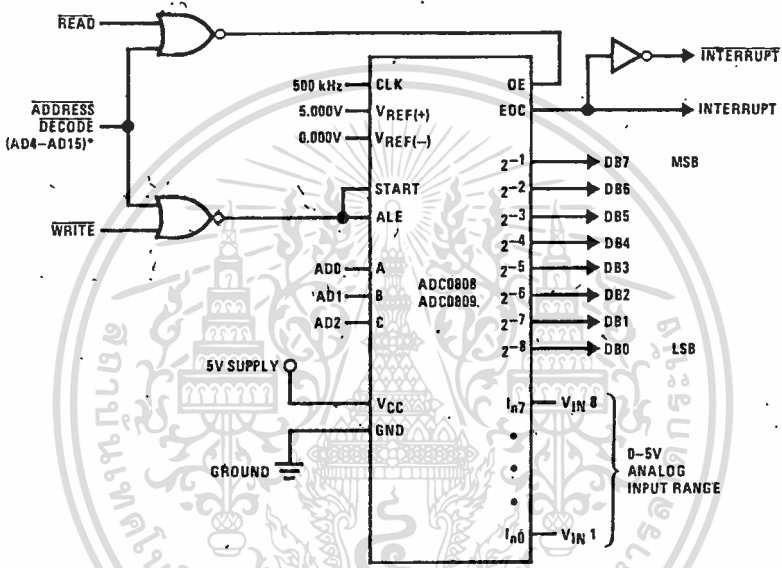 READ
ADDRESS
DECODE
(AD4–AD15)*
WRITE
500 kHz
CLK
5.000V
VREF(+)
0.000V
VREF(–)
START
ALE
AD0
A
AD1
B
AD2
C
5V SUPPLY
VCC
GND
GROUND
ADC0808
ADC0809
OE
EOC
INTERRUPT
INTERRUPT
2-1
DB7
MSB
2-2
DB6
2-3
DB5
2-4
DB4
2-5
DB3
2-6
DB2
2-7
DB1
2-8
DB0
LSB
In7
VIN 8
0–5V
ANALOG
INPUT RANGE
In0
VIN 1